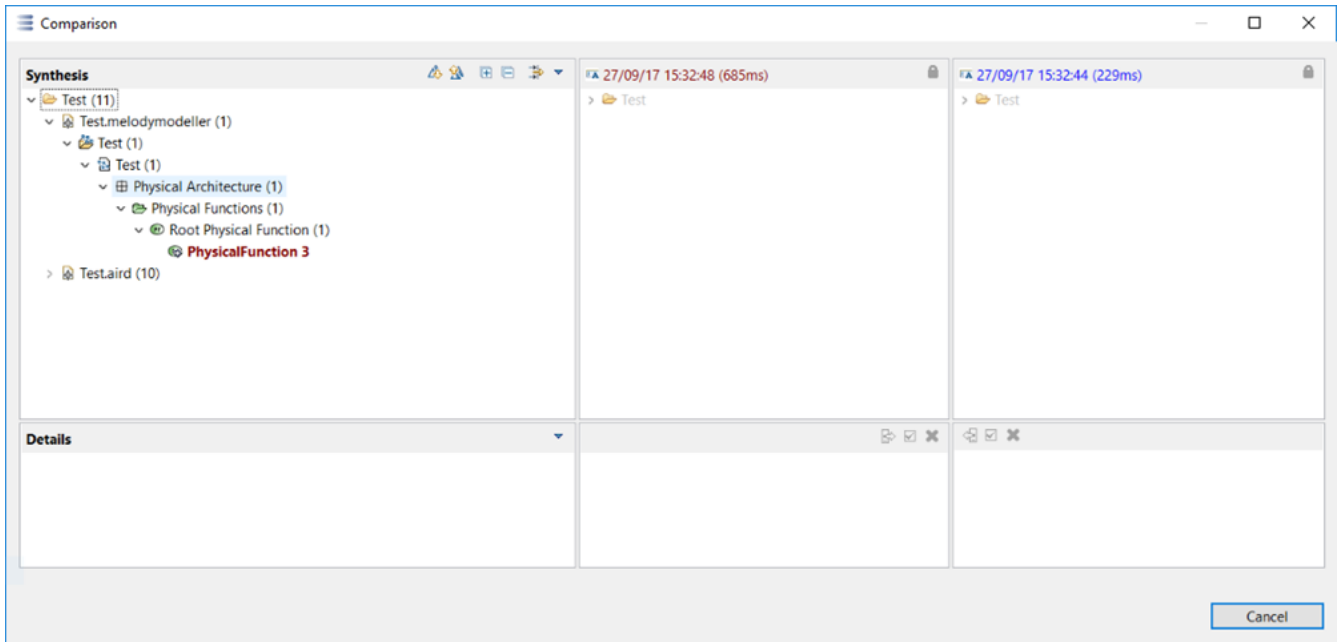 Comparison
Synthesis
Test (11)
Test.melodymodeller (1)
Test (1)
Test (1)
Physical Architecture (1)
Physical Functions (1)
Root Physical Function (1)
PhysicalFunction 3
Test.aird (10)
27/09/17 15:32:48 (685ms)
Test
27/09/17 15:32:44 (229ms)
Test
Details
Cancel